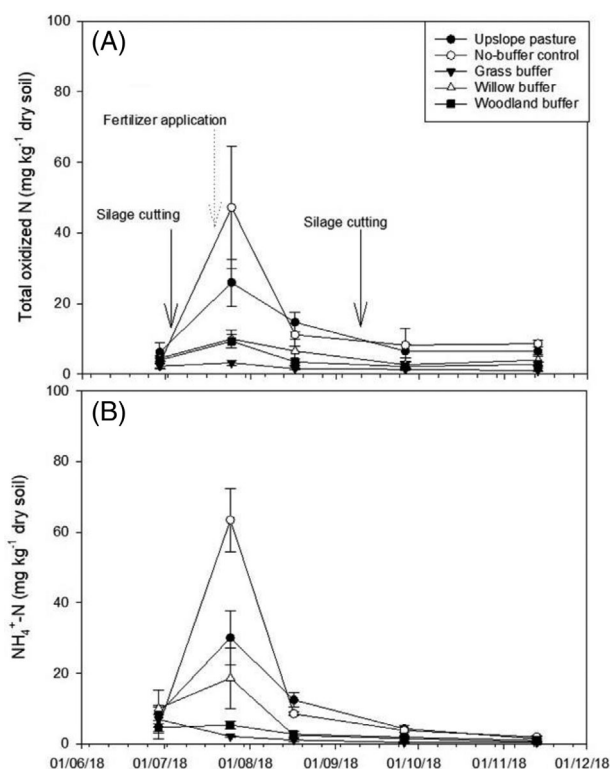 (A)
Upslope pasture
No-buffer control
Grass buffer
Willow buffer
Woodland buffer
Fertilizer application
Silage cutting
Silage cutting
Total oxidized N (mg kg⁻¹ dry soil)
100
80
60
40
20
0
(B)
NH₄⁺-N (mg kg⁻¹ dry soil)
100
80
60
40
20
0
01/06/18 01/07/18 01/08/18 01/09/18 01/10/18 01/11/18 01/12/18